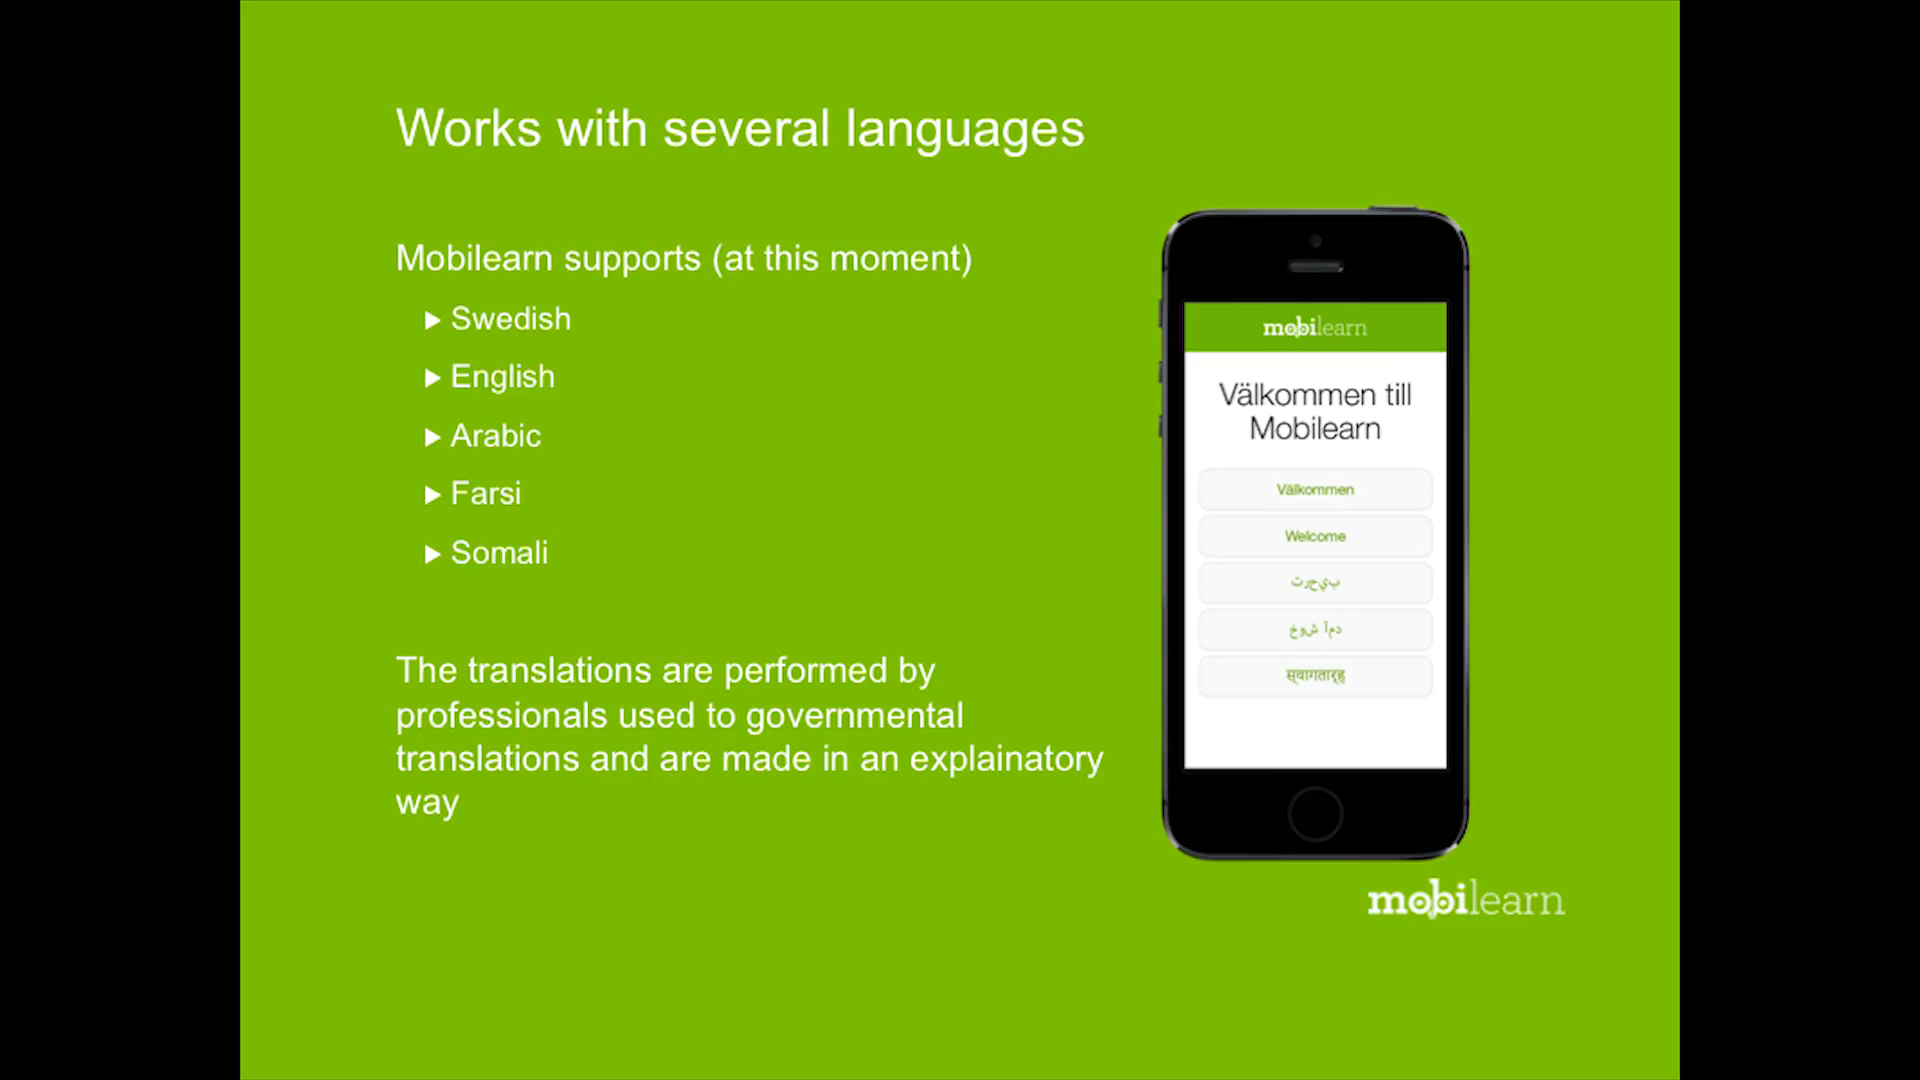 Works with several languages
Mobilearn supports (at this moment)
Swedish
English
Arabic
Farsi
Somali
The translations are performed by
professionals used to governmental
translations and are made in an explainatory
way
mobilearn
Välkommen till
Mobilearn
Välkommen
Welcome
mobilearn